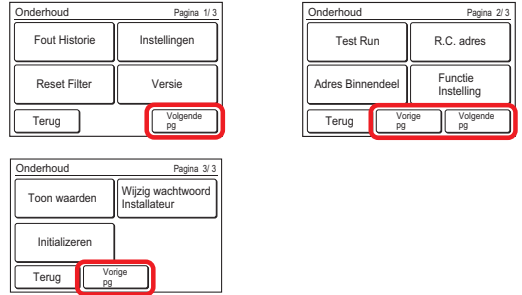 Onderhoud Pagina 1/ 3
Fout Historie Instellingen
Reset Filter Versie
Terug Volgende
pg
Onderhoud Pagina 2/ 3
Test Run R.C. adres
Adres Binnendeel Functie
Instelling
Terug Vorige
pg Volgende
pg
Onderhoud Pagina 3/ 3
Toon waarden Wijzig wachtwoord
Installateur
Initializeren
Terug Vorige
pg